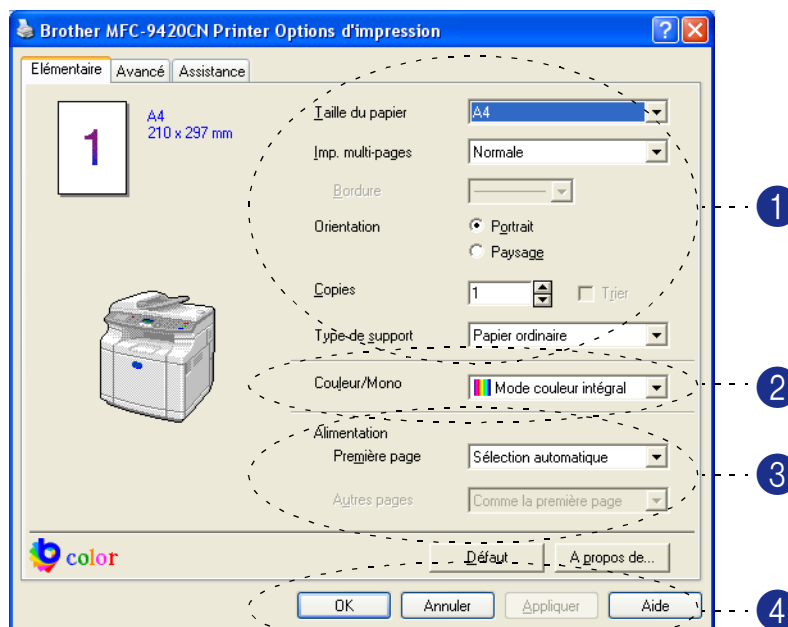 Brother MFC-9420CN Printer Options d'impression
Elémentaire Avancé Assistance
1
A4
210 x 297 mm
Taille du papier A4
Imp. multi-pages Normale
Bordure
Orientation Portrait
Paysage
1
Copies 1 Trier
Type de support Papier ordinaire
Couleur/Mono Mode couleur intégral
2
Alimentation
Première page Sélection automatique
3
Autres pages Comme la première page
color
Défaut A propos de...
OK Annuler Appliquer Aide
4